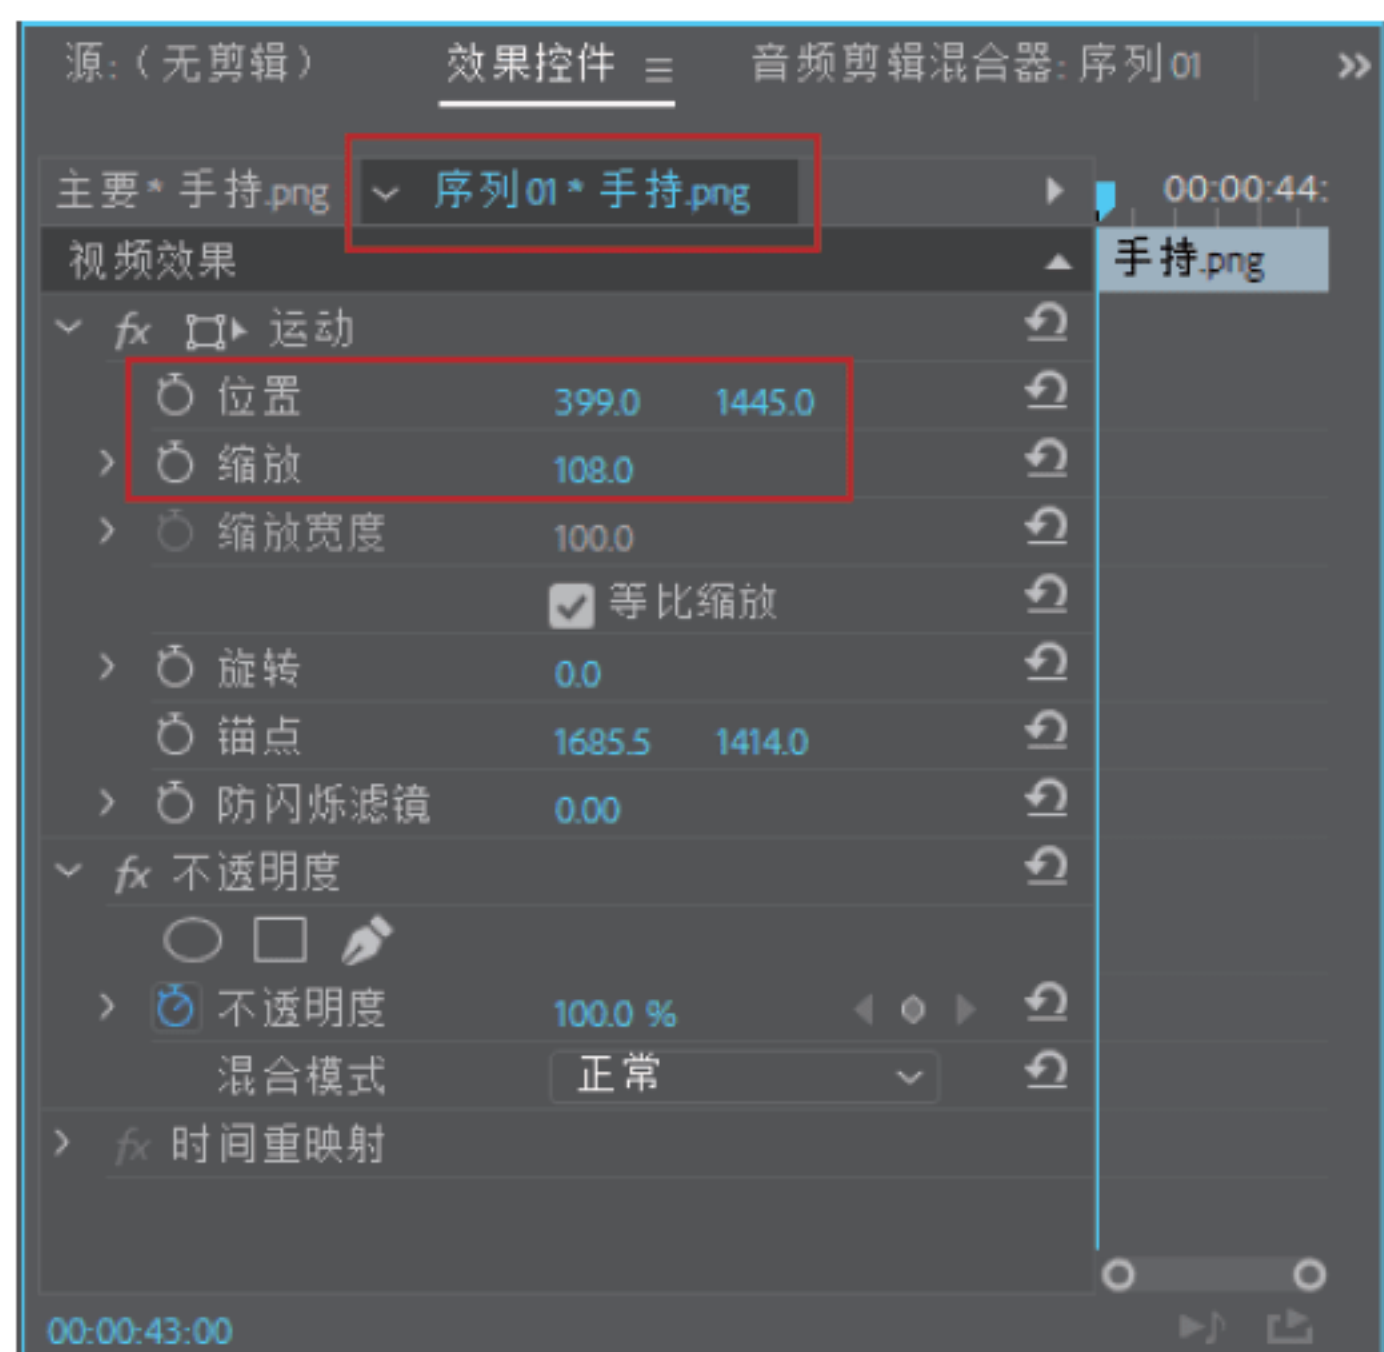 源:（无剪辑） 效果控件 音频剪辑混合器: 序列 01
主要* 手持.png 序列 01 * 手持.png 00:00:44:
视频效果 手持.png
fx 运动
位置 399.0 1445.0
缩放 108.0
缩放宽度 100.0
等比缩放
旋转 0.0
锚点 1685.5 1414.0
防闪烁滤镜 0.00
fx 不透明度
不透明度 100.0 %
混合模式 正常
fx 时间重映射
00:00:43:00